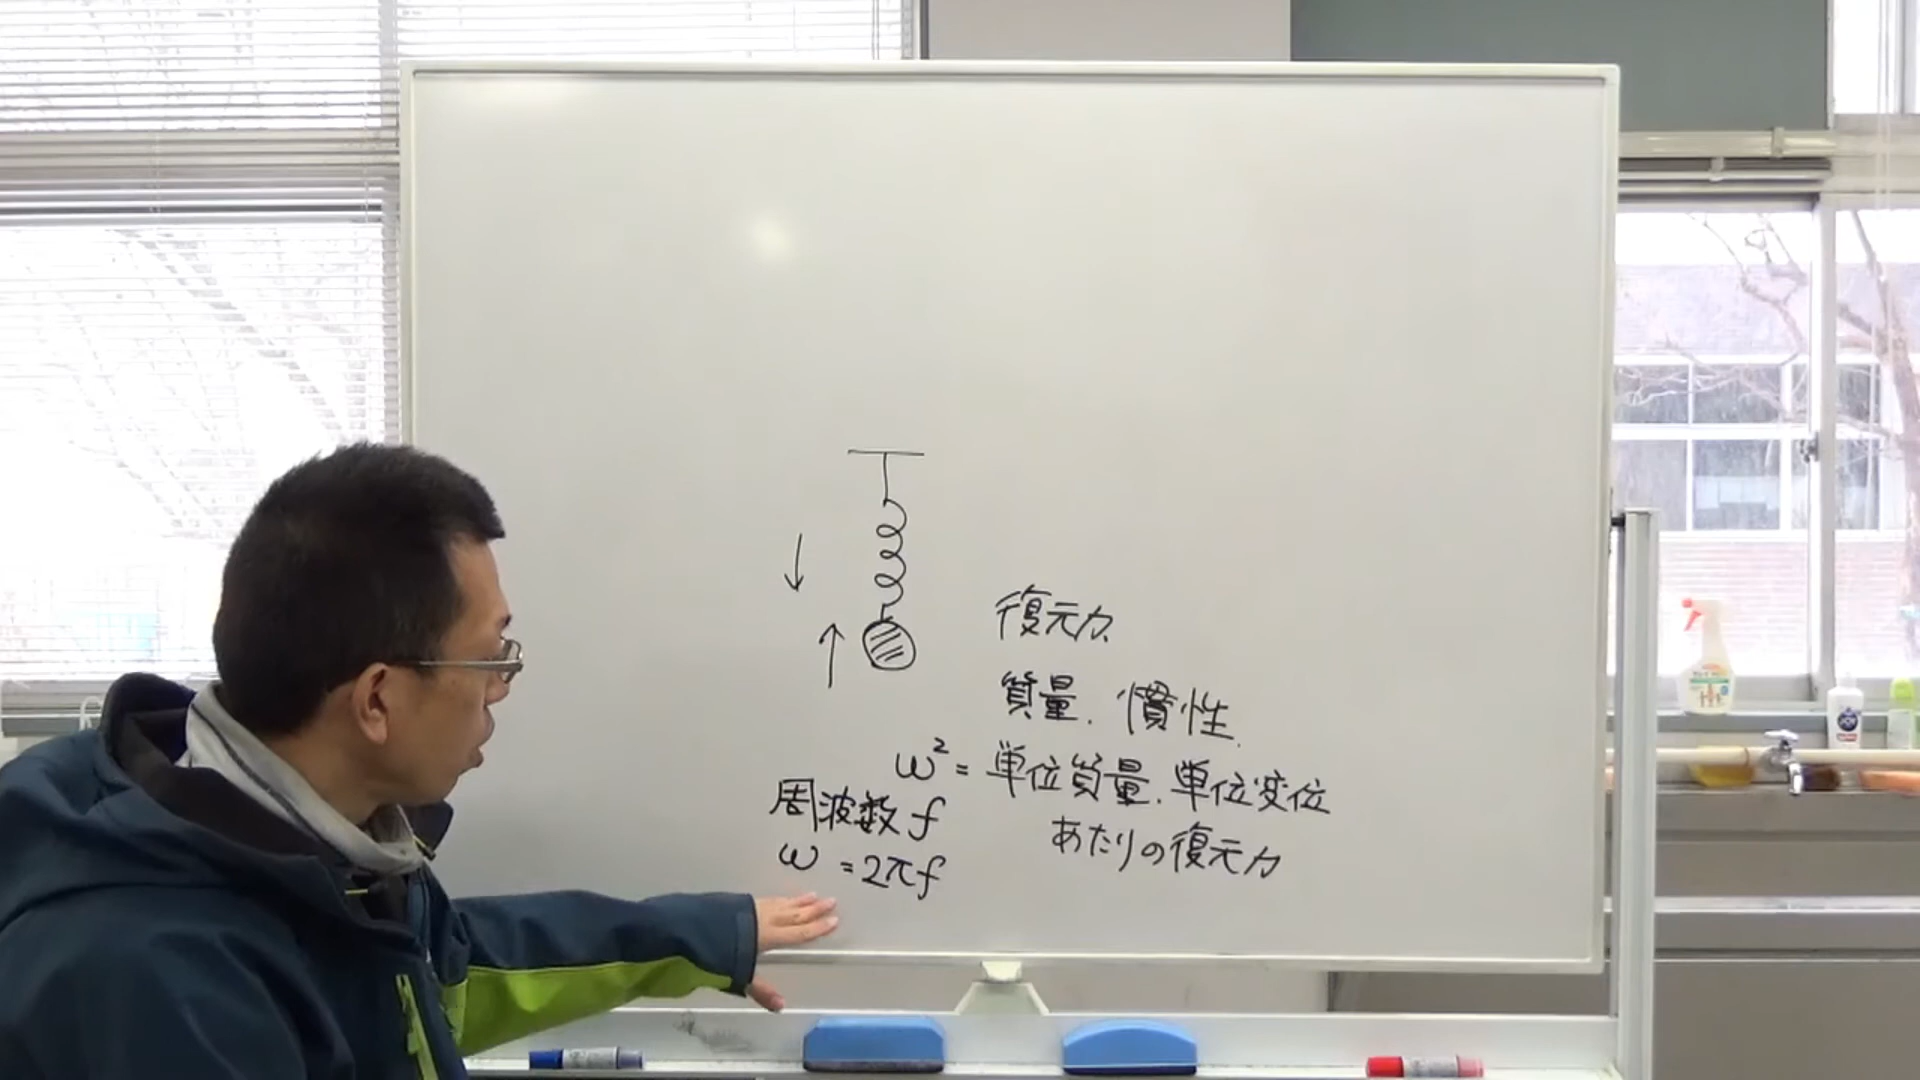 復元力
質量、慣性
ω² = 単位質量、単位変位
あたりの復元力
周波数 f
ω = 2πf